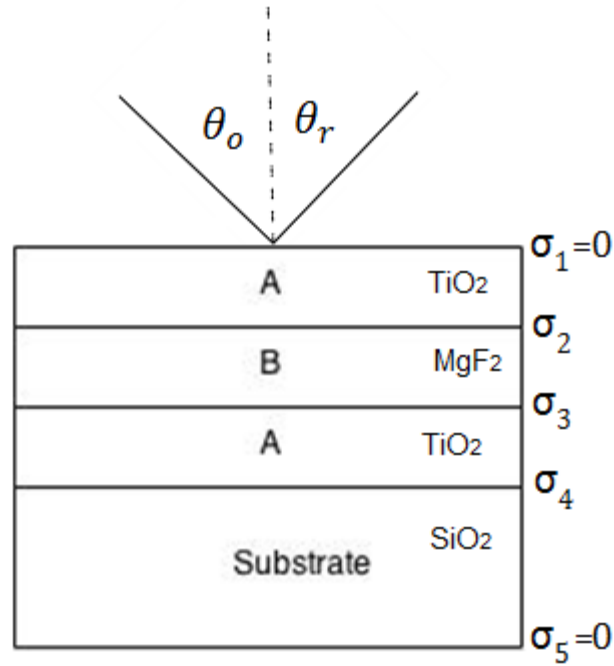 θₒ θᵣ
σ₁=0
A TiO₂
σ₂
B MgF₂
σ₃
A TiO₂
σ₄
SiO₂
Substrate
σ₅=0